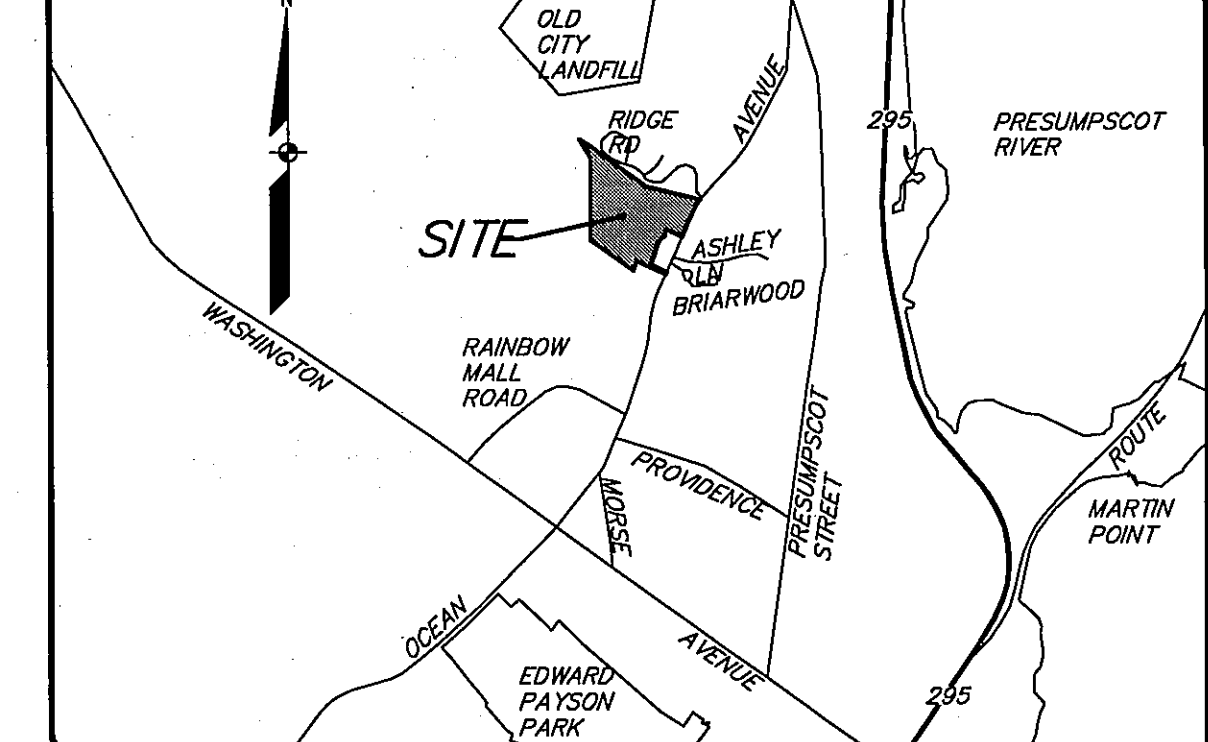 N
OLD
CITY
LANDFILL
AVENUE
RIDGE
RD
295
PRESUMPSCOT
RIVER
SITE
ASHLEY
LN
BRIARWOOD
WASHINGTON
RAINBOW
MALL
ROAD
PROVIDENCE
PRESUMPSCOT
STREET
ROUTE
MARTIN
POINT
MORSE
OCEAN
AVENUE
EDWARD
PAYSON
PARK
295